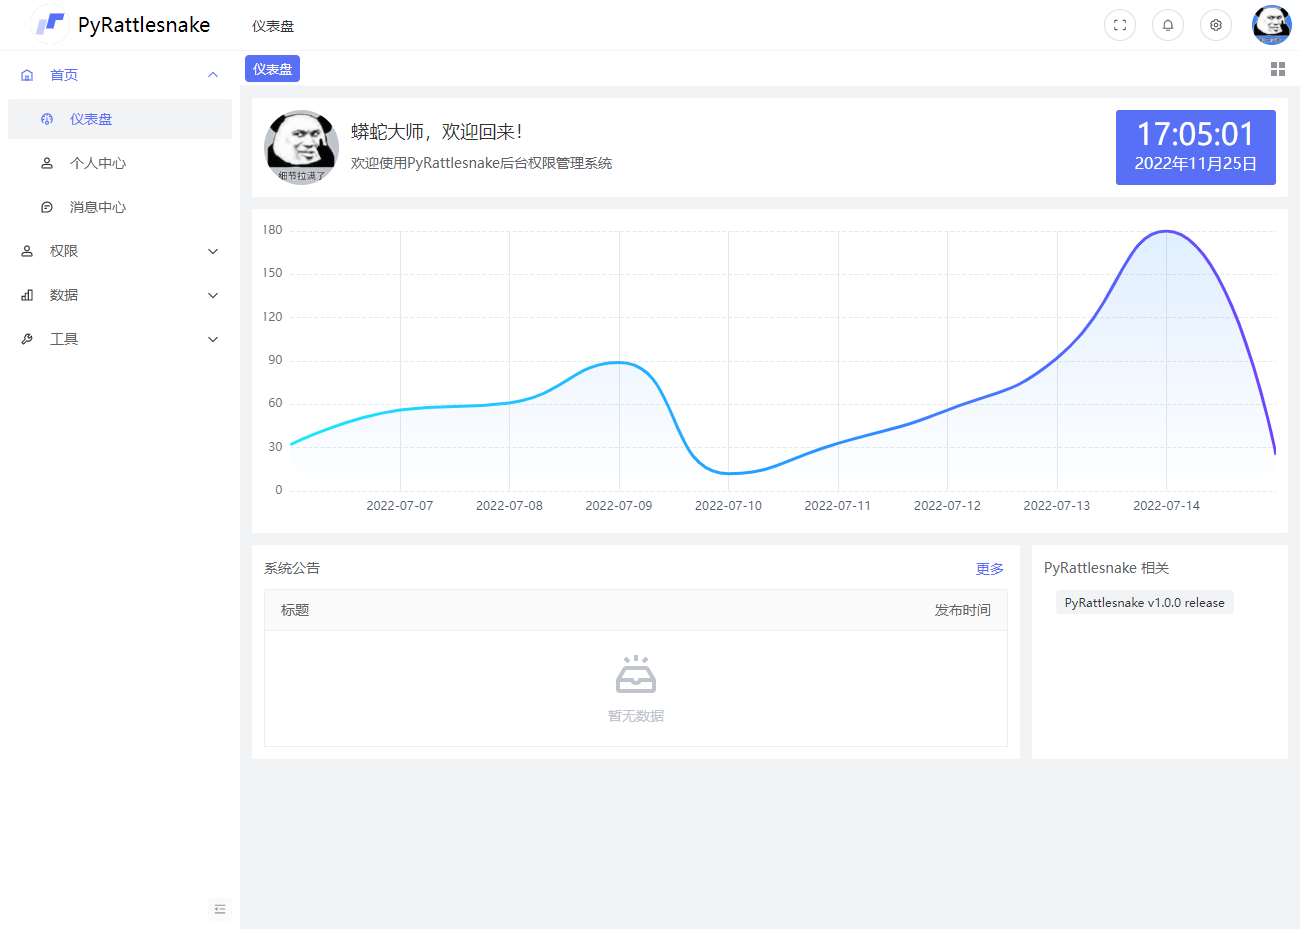 PyRattlesnake
仪表盘
首页
仪表盘
个人中心
消息中心
权限
数据
工具
仪表盘
细节拉满了
蟒蛇大师，欢迎回来！
欢迎使用PyRattlesnake后台权限管理系统
17:05:01
2022年11月25日
180
150
120
90
60
30
0
2022-07-07 2022-07-08 2022-07-09 2022-07-10 2022-07-11 2022-07-12 2022-07-13 2022-07-14
系统公告 更多
标题 发布时间
暂无数据
PyRattlesnake 相关
PyRattlesnake v1.0.0 release